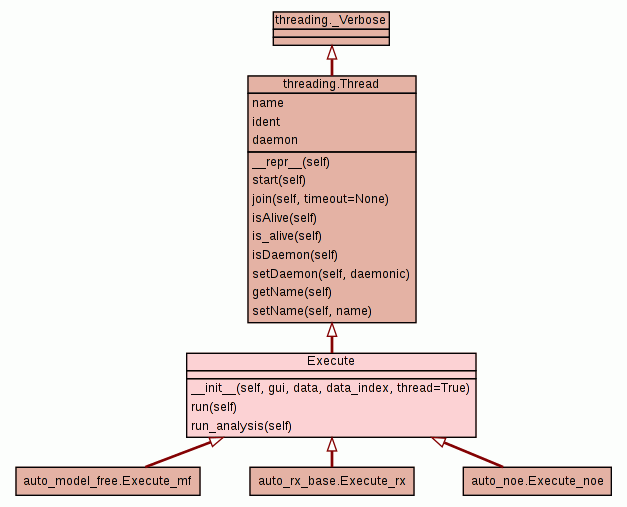 threading._Verbose
threading.Thread
name
ident
daemon
__repr__(self)
start(self)
join(self, timeout=None)
isAlive(self)
is_alive(self)
isDaemon(self)
setDaemon(self, daemonic)
getName(self)
setName(self, name)
Execute
__init__(self, gui, data, data_index, thread=True)
run(self)
run_analysis(self)
auto_model_free.Execute_mf
auto_rx_base.Execute_rx
auto_noe.Execute_noe